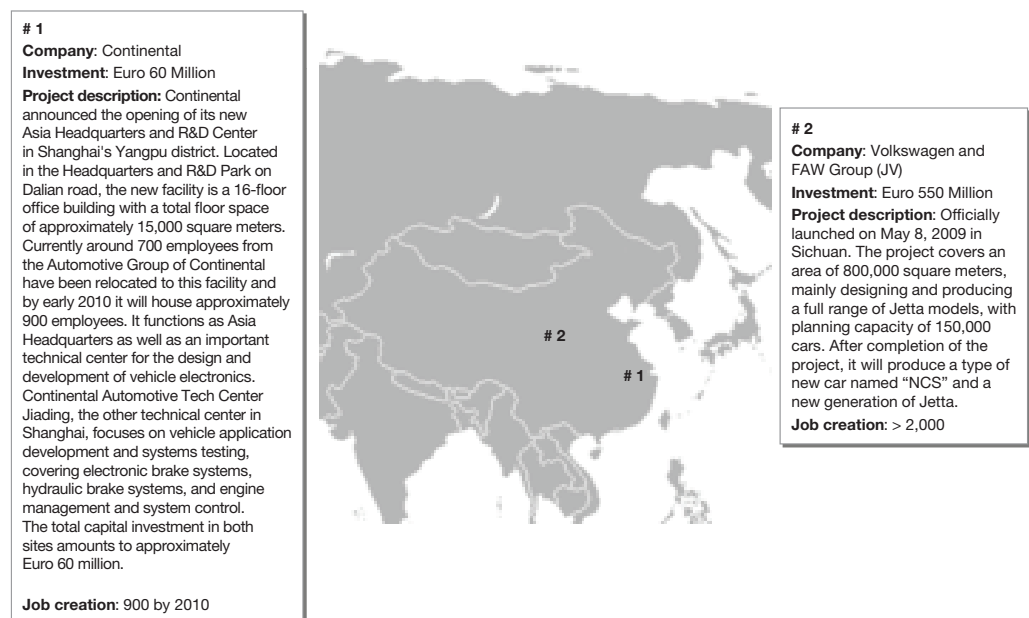 # 1
Company: Continental
Investment: Euro 60 Million
Project description: Continental
announced the opening of its new
Asia Headquarters and R&D Center
in Shanghai's Yangpu district. Located
in the Headquarters and R&D Park on
Dalian road, the new facility is a 16-floor
office building with a total floor space
of approximately 15,000 square meters.
Currently around 700 employees from
the Automotive Group of Continental
have been relocated to this facility and
by early 2010 it will house approximately
900 employees. It functions as Asia
Headquarters as well as an important
technical center for the design and
development of vehicle electronics.
Continental Automotive Tech Center
Jiading, the other technical center in
Shanghai, focuses on vehicle application
development and systems testing,
covering electronic brake systems,
hydraulic brake systems, and engine
management and system control.
The total capital investment in both
sites amounts to approximately
Euro 60 million.
Job creation: 900 by 2010
# 2
# 1
# 2
Company: Volkswagen and
FAW Group (JV)
Investment: Euro 550 Million
Project description: Officially
launched on May 8, 2009 in
Sichuan. The project covers an
area of 800,000 square meters,
mainly designing and producing
a full range of Jetta models, with
planning capacity of 150,000
cars. After completion of the
project, it will produce a type of
new car named “NCS” and a
new generation of Jetta.
Job creation: > 2,000